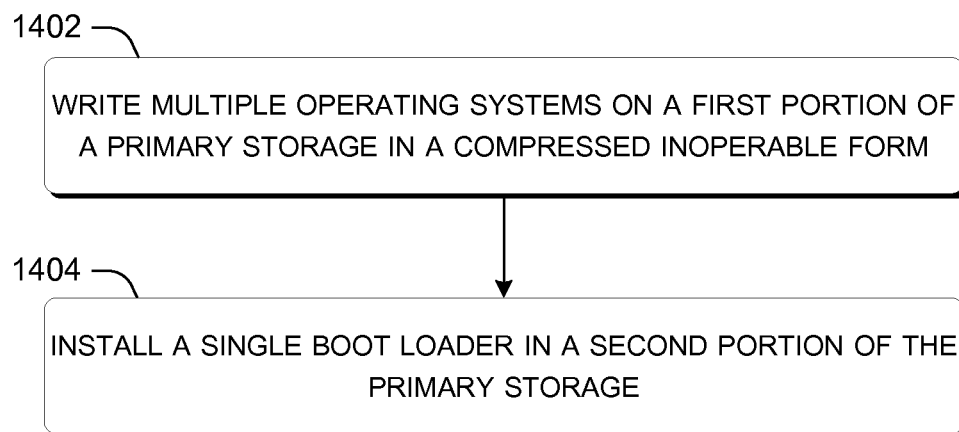 1402
WRITE MULTIPLE OPERATING SYSTEMS ON A FIRST PORTION OF
A PRIMARY STORAGE IN A COMPRESSED INOPERABLE FORM
1404
INSTALL A SINGLE BOOT LOADER IN A SECOND PORTION OF THE
PRIMARY STORAGE